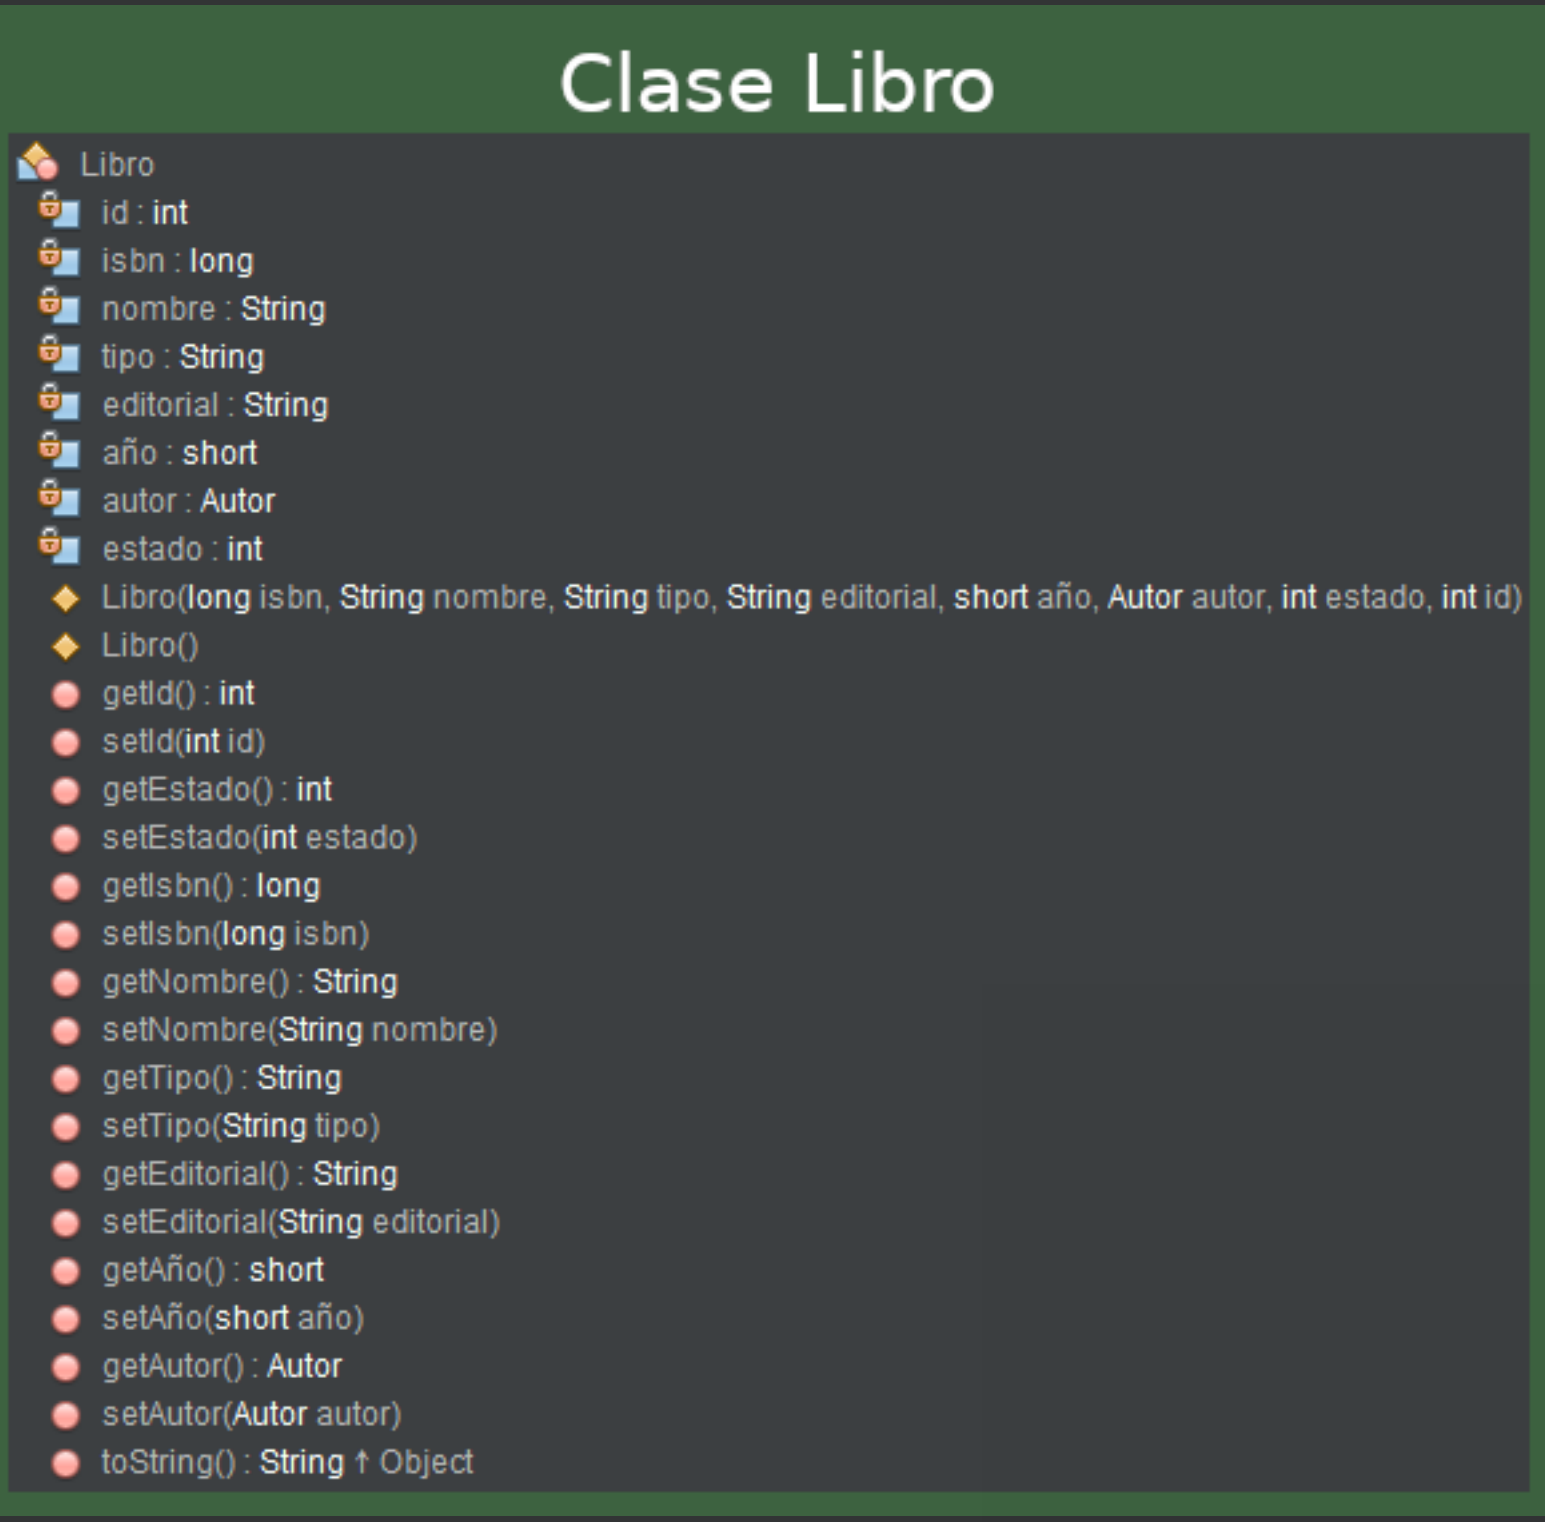 Clase Libro
Libro
id : int
isbn : long
nombre : String
tipo : String
editorial : String
año : short
autor : Autor
estado : int
Libro(long isbn, String nombre, String tipo, String editorial, short año, Autor autor, int estado, int id)
Libro()
getId() : int
setId(int id)
getEstado() : int
setEstado(int estado)
getIsbn() : long
setIsbn(long isbn)
getNombre() : String
setNombre(String nombre)
getTipo() : String
setTipo(String tipo)
getEditorial() : String
setEditorial(String editorial)
getAño() : short
setAño(short año)
getAutor() : Autor
setAutor(Autor autor)
toString() : String ↑ Object